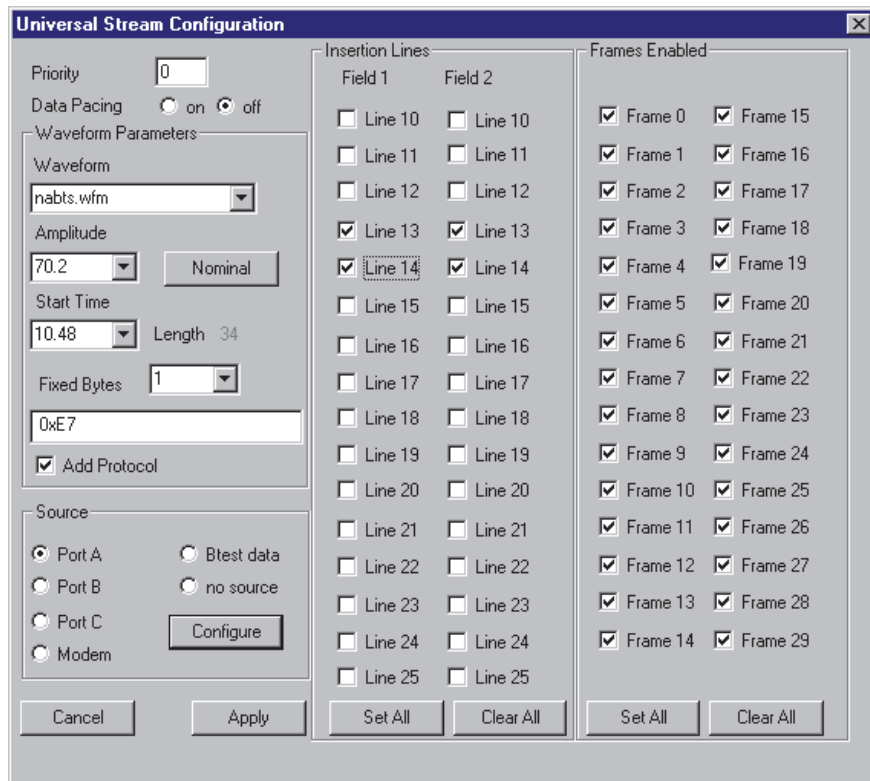 Universal Stream Configuration
Priority 0
Data Pacing on off
Waveform Parameters
Waveform
nabts.wfm
Amplitude
70.2 Nominal
Start Time
10.48 Length 34
Fixed Bytes 1
0xE7
Add Protocol
Source
Port A Btest data
Port B no source
Port C
Configure
Modem
Cancel Apply
Insertion Lines
Field 1 Field 2
Line 10 Line 10
Line 11 Line 11
Line 12 Line 12
Line 13 Line 13
Line 14 Line 14
Line 15 Line 15
Line 16 Line 16
Line 17 Line 17
Line 18 Line 18
Line 19 Line 19
Line 20 Line 20
Line 21 Line 21
Line 22 Line 22
Line 23 Line 23
Line 24 Line 24
Line 25 Line 25
Set All Clear All
Frames Enabled
Frame 0 Frame 15
Frame 1 Frame 16
Frame 2 Frame 17
Frame 3 Frame 18
Frame 4 Frame 19
Frame 5 Frame 20
Frame 6 Frame 21
Frame 7 Frame 22
Frame 8 Frame 23
Frame 9 Frame 24
Frame 10 Frame 25
Frame 11 Frame 26
Frame 12 Frame 27
Frame 13 Frame 28
Frame 14 Frame 29
Set All Clear All